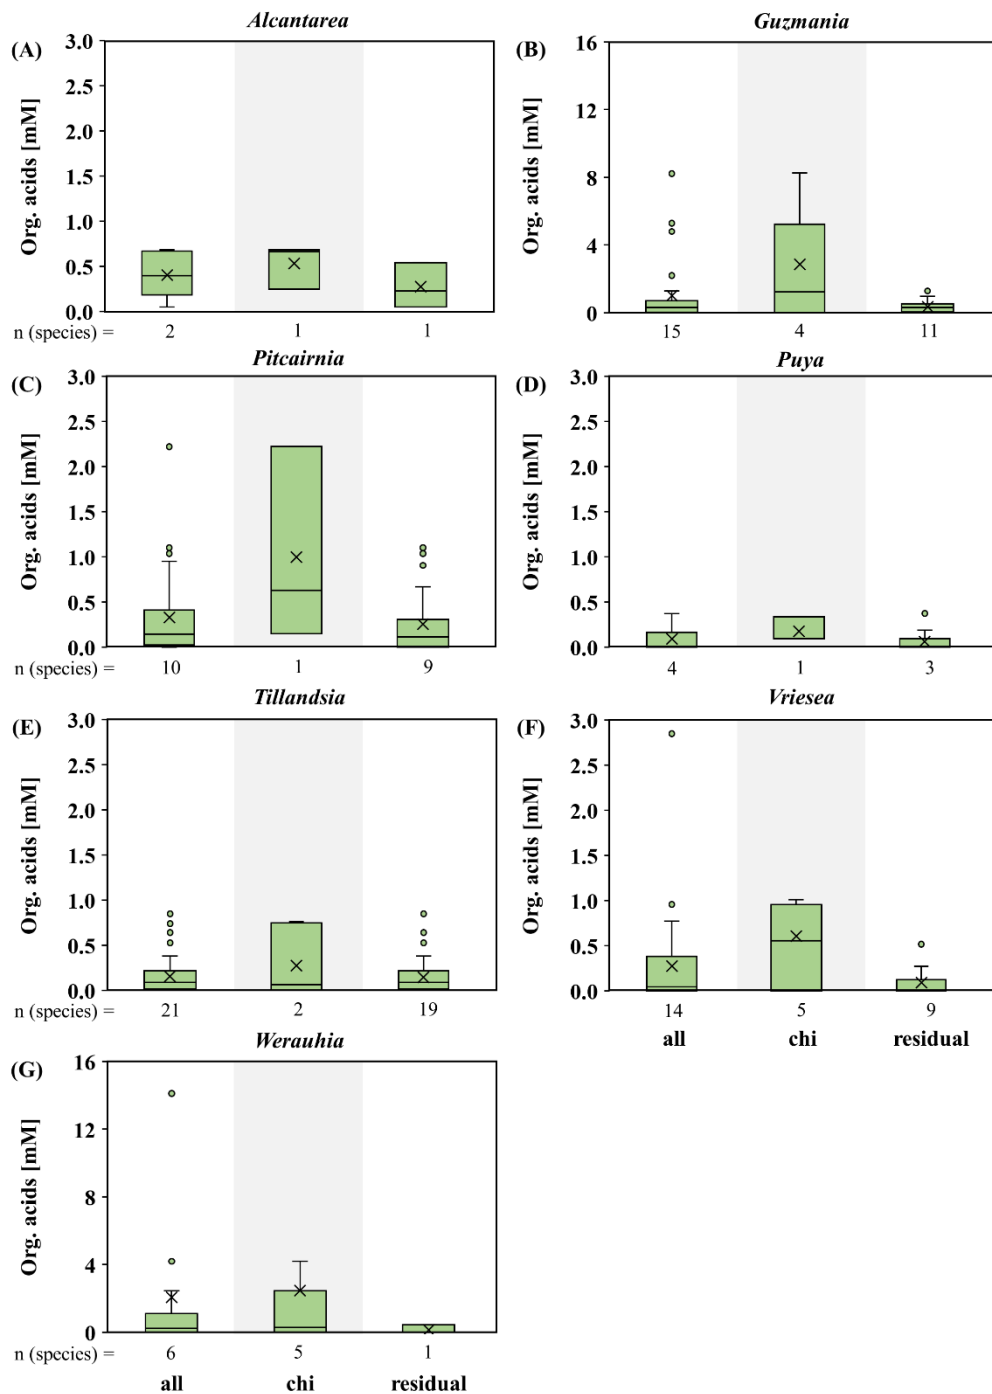 Alcantarea
(A)
Org. acids [mM]
3.0
2.5
2.0
1.5
1.0
0.5
0.0
n (species) = 2 1 1
Guzmania
(B)
Org. acids [mM]
16
12
8
4
0
15 4 11
Pitcairnia
(C)
Org. acids [mM]
3.0
2.5
2.0
1.5
1.0
0.5
0.0
n (species) = 10 1 9
Puya
(D)
Org. acids [mM]
3.0
2.5
2.0
1.5
1.0
0.5
0.0
4 1 3
Tillandsia
(E)
Org. acids [mM]
3.0
2.5
2.0
1.5
1.0
0.5
0.0
n (species) = 21 2 19
Vriesea
(F)
Org. acids [mM]
3.0
2.5
2.0
1.5
1.0
0.5
0.0
14 5 9
all chi residual
Werauhia
(G)
Org. acids [mM]
16
12
8
4
0
n (species) = 6 5 1
all chi residual